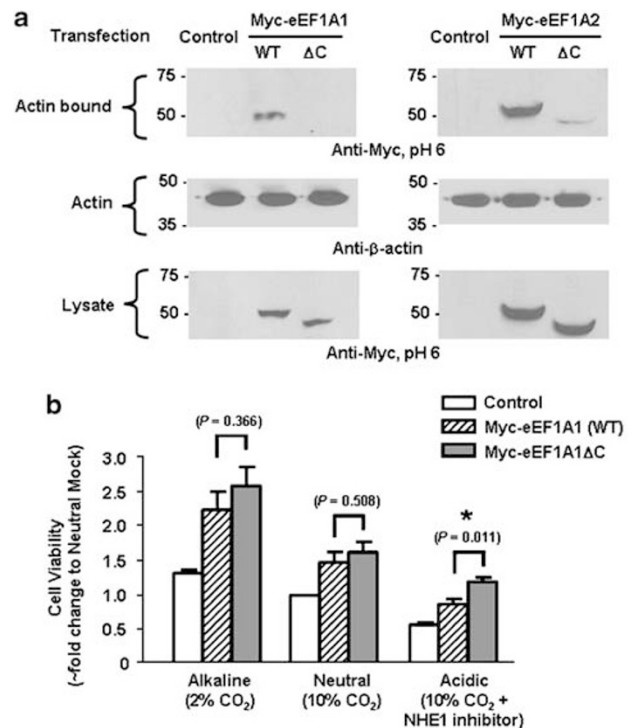 a
Transfection Control Myc-eEF1A1 Control Myc-eEF1A2
WT ΔC WT ΔC
Actin bound 75 - 50 - 75 - 50 -
Anti-Myc, pH 6
Actin 50 - 35 - 50 - 35 -
Anti-β-actin
Lysate 75 - 50 - 75 - 50 -
Anti-Myc, pH 6
b
Control
Myc-eEF1A1 (WT)
Myc-eEF1A1ΔC
Cell Viability
(~fold change to Neutral Mock)
3.0
2.5
2.0
1.5
1.0
0.5
0
(P = 0.366)
(P = 0.508)
*
(P = 0.011)
Alkaline Neutral Acidic
(2% CO₂) (10% CO₂) (10% CO₂ +
NHE1 inhibitor)